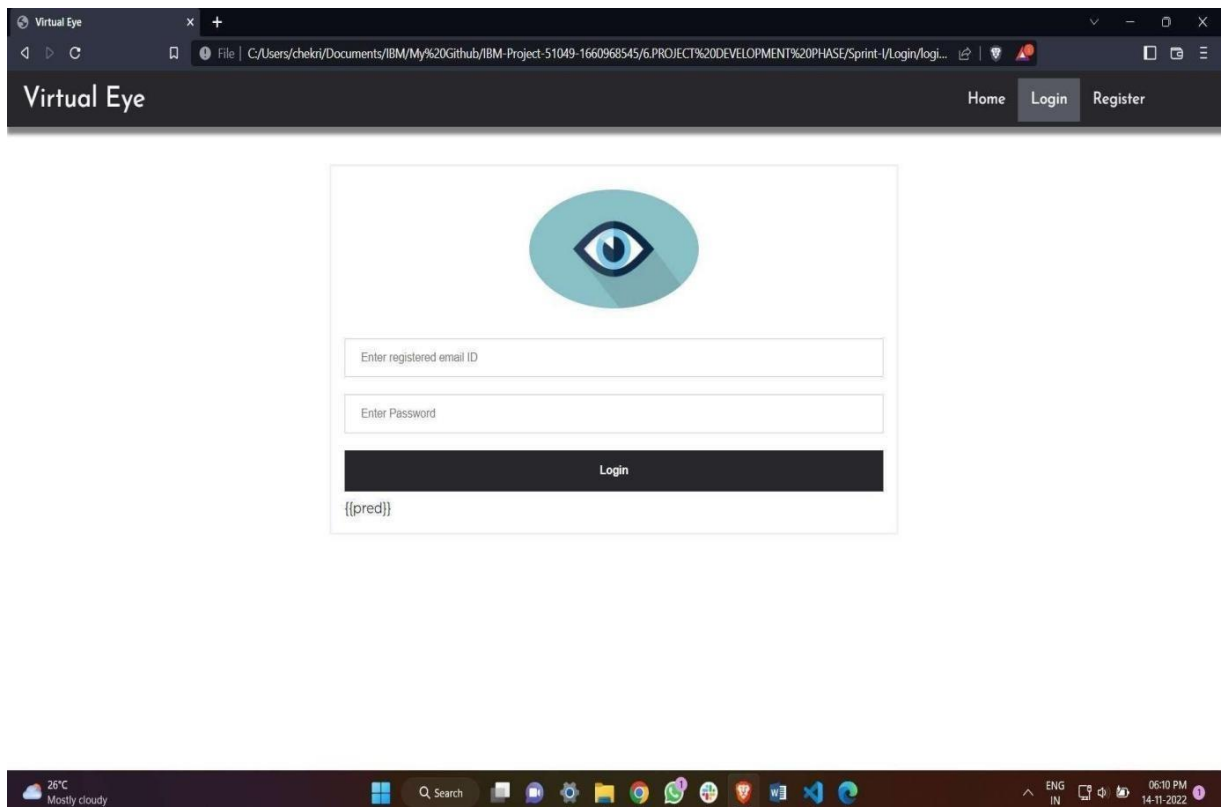 Virtual Eye
File | C:/Users/chekri/Documents/IBM/My%20Github/IBM-Project-51049-1660968545/6.PROJECT%20DEVELOPMENT%20PHASE/Sprint-I/Login/logi...
Virtual Eye
Home Login Register
Enter registered email ID
Enter Password
Login
{{pred}}
26°C
Mostly cloudy
Search
ENG
IN
06:10 PM
14-11-2022
1